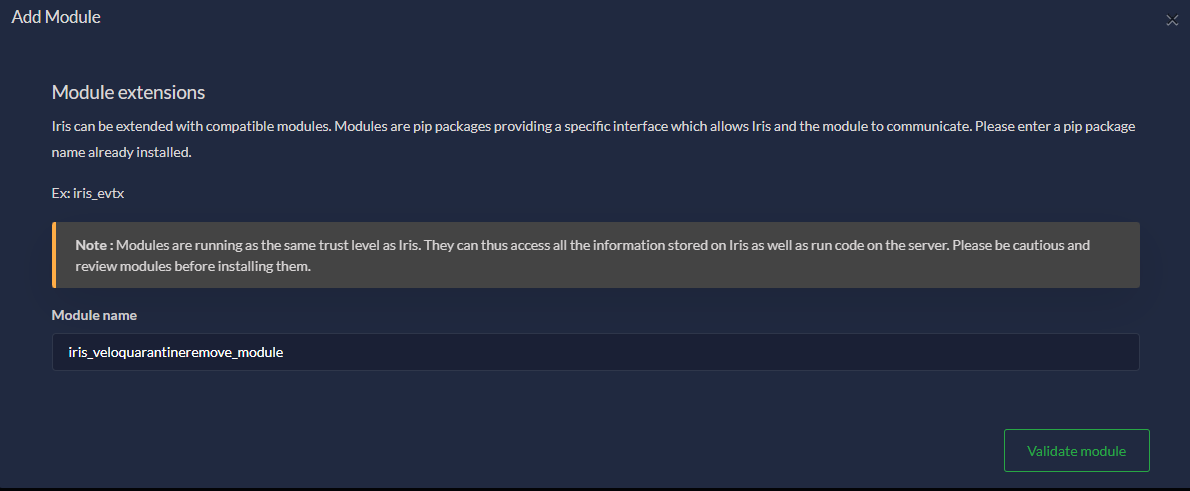 Add Module
Module extensions
Iris can be extended with compatible modules. Modules are pip packages providing a specific interface which allows Iris and the module to communicate. Please enter a pip package
name already installed.
Ex: iris_evtx
Note : Modules are running as the same trust level as Iris. They can thus access all the information stored on Iris as well as run code on the server. Please be cautious and
review modules before installing them.
Module name
iris_veloquarantineremove_module
Validate module